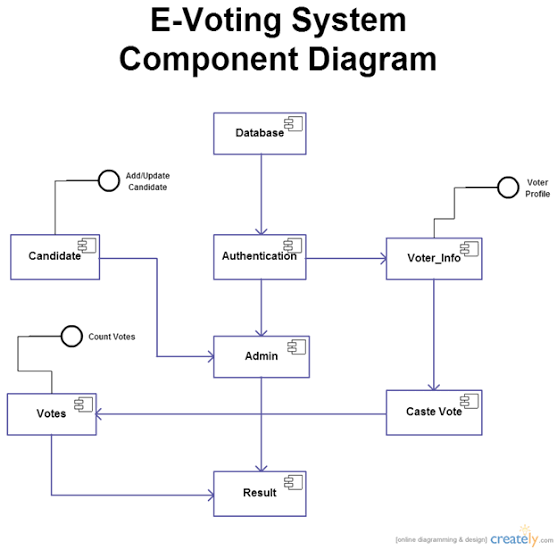 E-Voting System
Component Diagram
Database
Add/Update
Candidate
Voter
Profile
Candidate
Authentication
Voter_Info
Count Votes
Admin
Votes
Caste Vote
Result
[online diagramming & design] creately.com